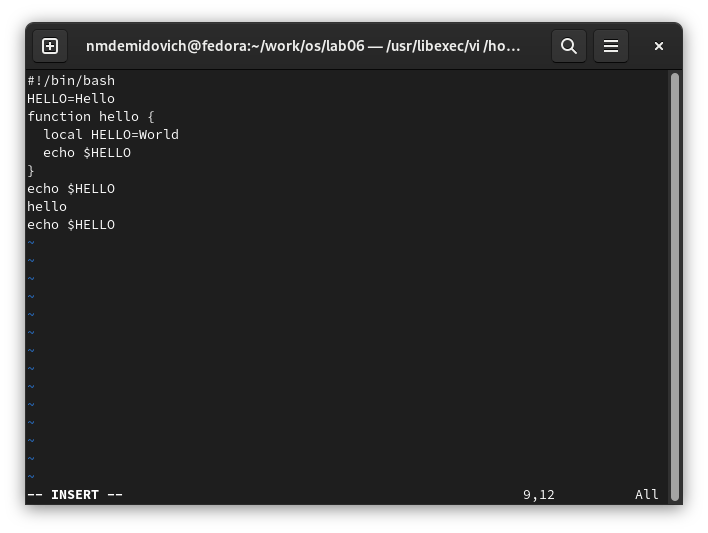 nmdemidovich@fedora:~/work/os/lab06 — /usr/libexec/vi /ho...
#!/bin/bash
HELLO=Hello
function hello {
  local HELLO=World
  echo $HELLO
}
echo $HELLO
hello
echo $HELLO
~
~
~
~
~
~
~
~
~
~
~
~
~
~
-- INSERT -- 9,12 All